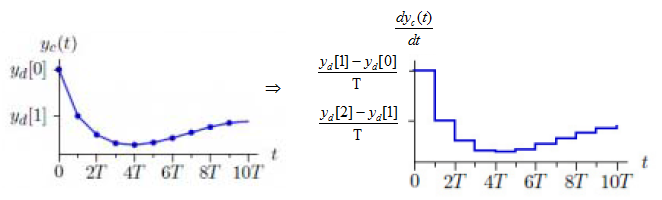 y_c(t)
y_d[0]
y_d[1]
t
0 2T 4T 6T 8T 10T
⇒
dy_c(t)
dt
y_d[1]−y_d[0]
T
y_d[2]−y_d[1]
T
t
0 2T 4T 6T 8T 10T